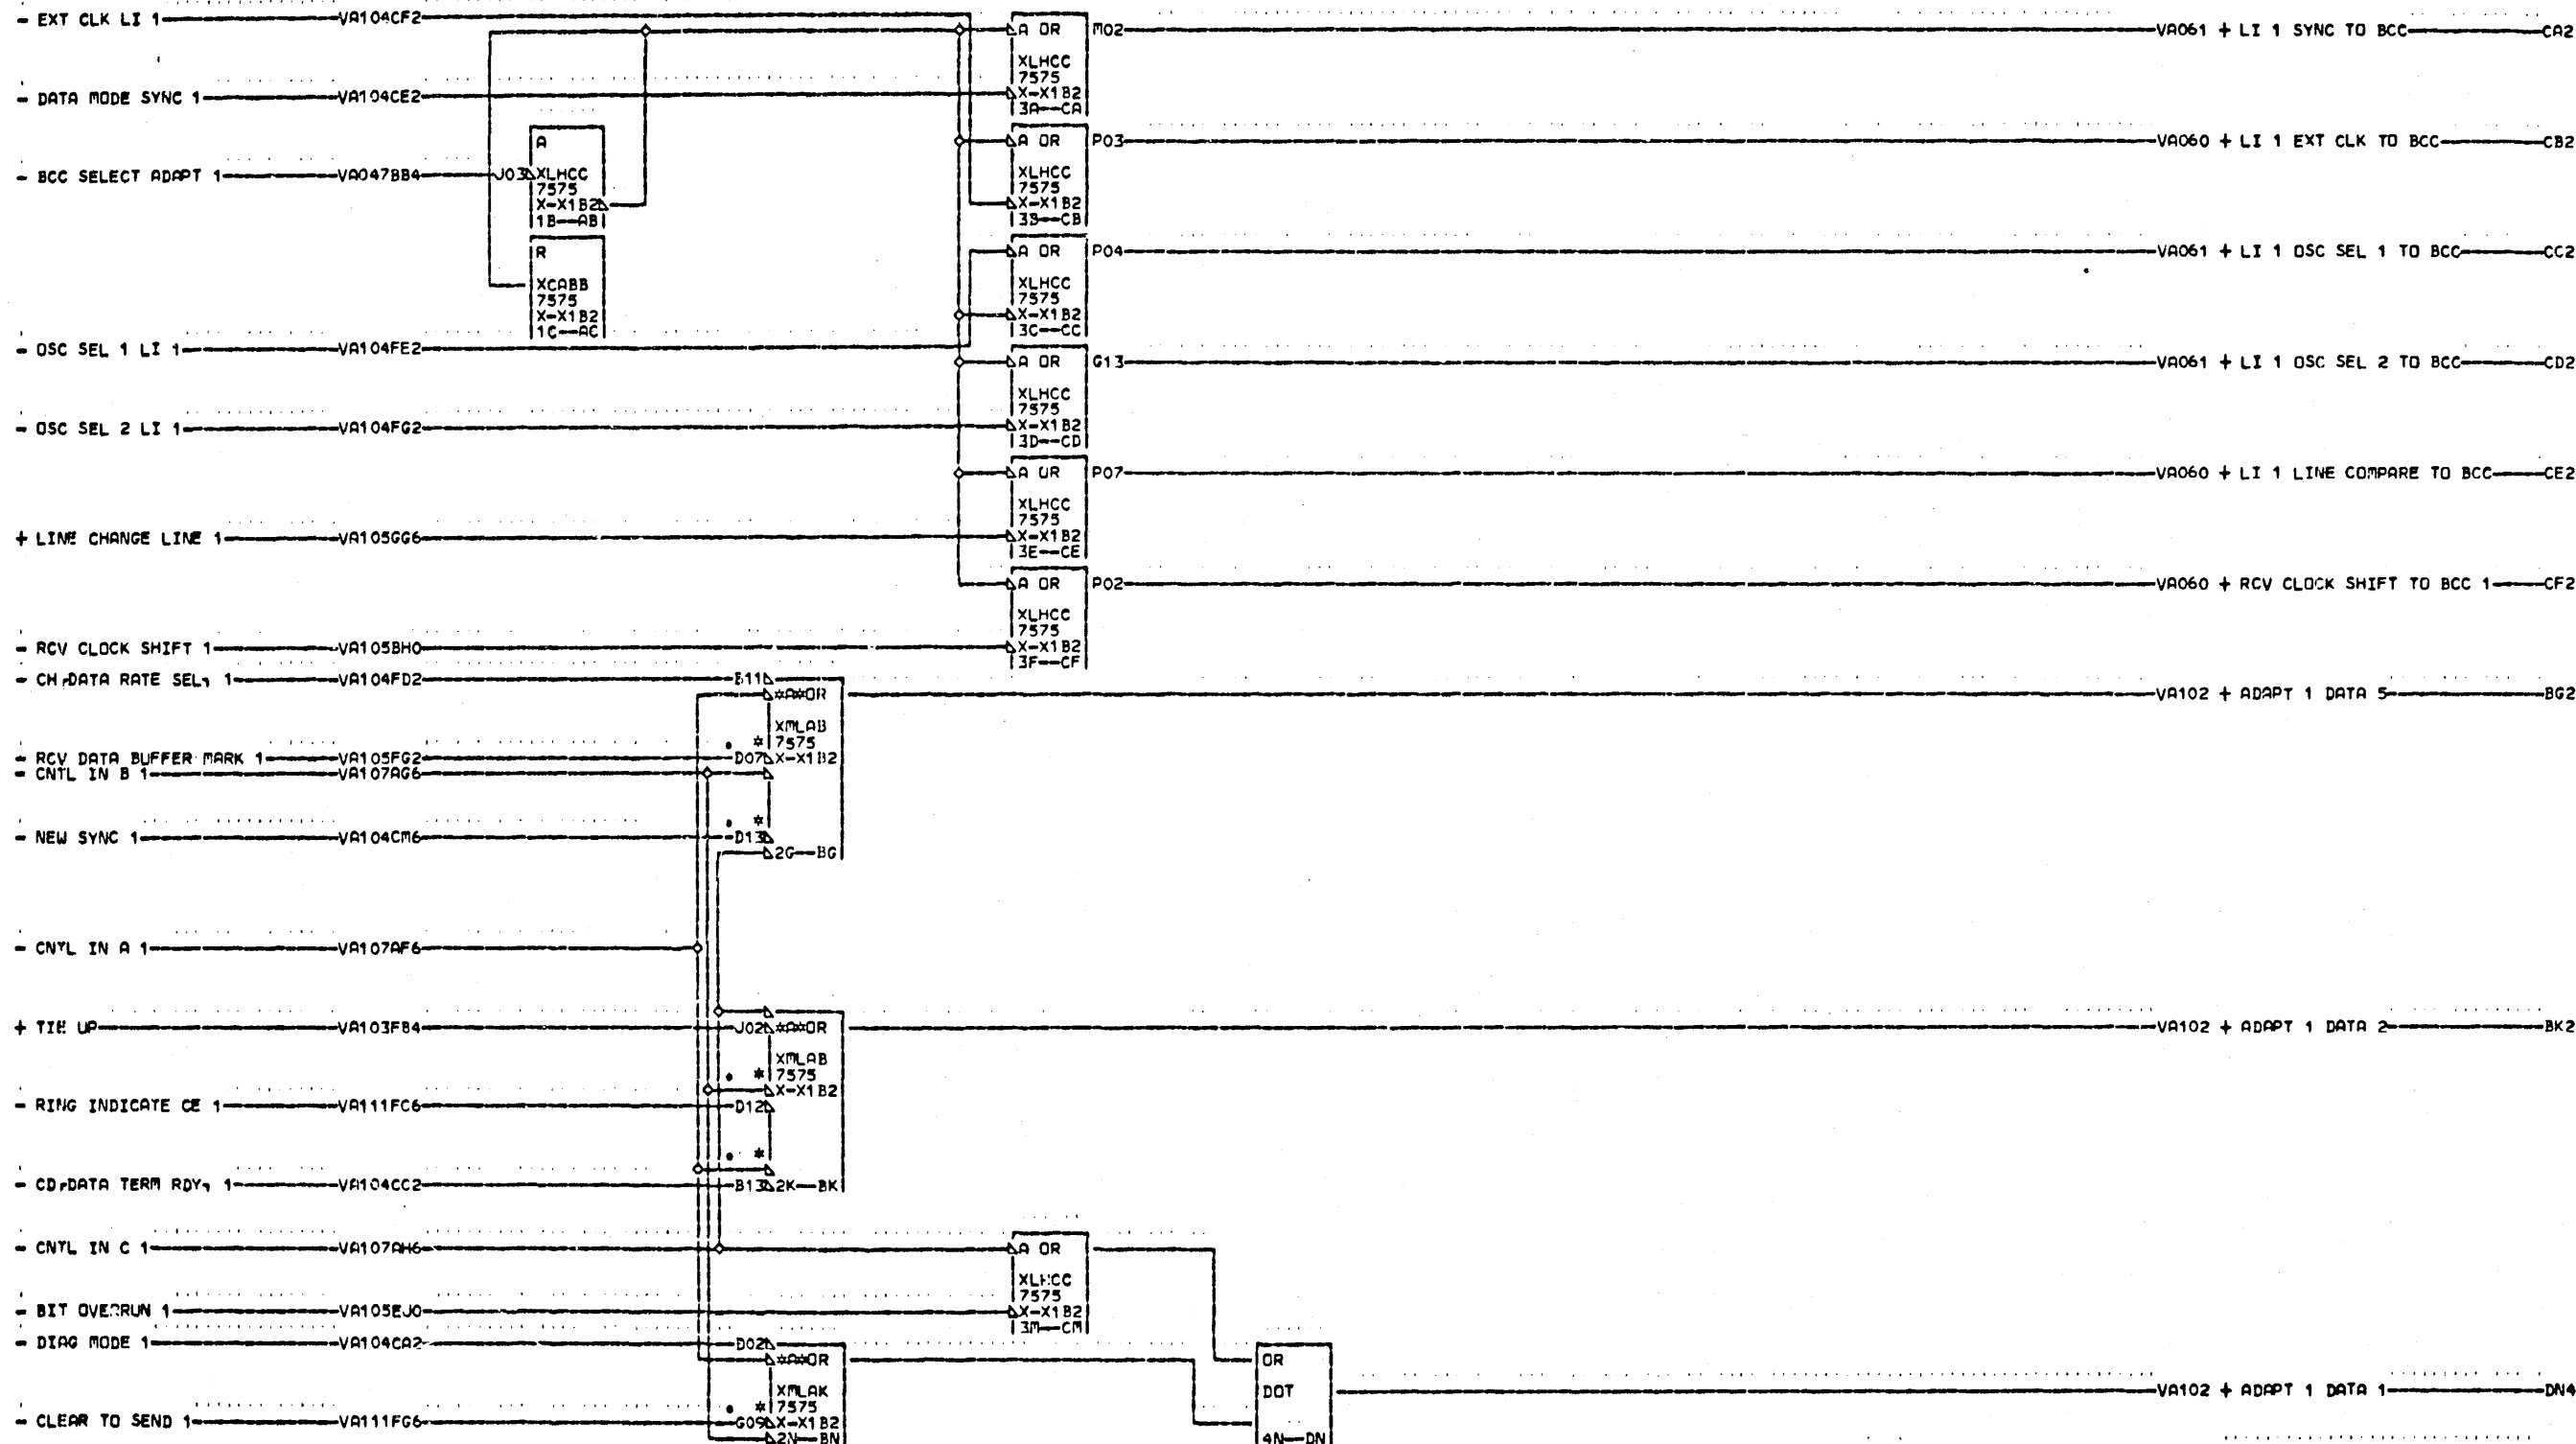 - EXT CLK LI 1 VA104CF2
A OR M02 VA061 + LI 1 SYNC TO BCC CA2
XLHCC
7575
- DATA MODE SYNC 1 VA104CE2 X-X1B2
3A CA
A
A OR P03 VA060 + LI 1 EXT CLK TO BCC CB2
- BCC SELECT ADAPT 1 VA047BB4 J03 XLHCC
7575
X-X1B2
1B AB
XLHCC
7575
X-X1B2
3B CB
R
XCABB
7575
X-X1B2
1C AC
A OR P04 VA061 + LI 1 OSC SEL 1 TO BCC CC2
XLHCC
7575
X-X1B2
3C CC
- OSC SEL 1 LI 1 VA104FE2
A OR G13 VA061 + LI 1 OSC SEL 2 TO BCC CD2
XLHCC
7575
- OSC SEL 2 LI 1 VA104FG2 X-X1B2
3D CD
A OR P07 VA060 + LI 1 LINE COMPARE TO BCC CE2
XLHCC
7575
+ LINE CHANGE LINE 1 VA105GG6 X-X1B2
3E CE
A OR P02 VA060 + RCV CLOCK SHIFT TO BCC 1 CF2
XLHCC
7575
- RCV CLOCK SHIFT 1 VA105BH0 X-X1B2
3F CF
- CH┌DATA RATE SEL┐ 1 VA104FD2 B11
*A*OR VA102 + ADAPT 1 DATA 5 BG2
XMLAB
* 7575
- RCV DATA BUFFER MARK 1 VA105FG2 D07 X-X1B2
- CNTL IN B 1 VA107AG6
*
- NEW SYNC 1 VA104CM6 D13
2G BG
- CNTL IN A 1 VA107AF6
+ TIE UP VA103FB4 J02 *A*OR VA102 + ADAPT 1 DATA 2 BK2
XMLAB
* 7575
X-X1B2
- RING INDICATE CE 1 VA111FC6 D12
*
- CD┌DATA TERM RDY┐ 1 VA104CC2 B13 2K BK
- CNTL IN C 1 VA107AH6 A OR
XLHCC
7575
- BIT OVERRUN 1 VA105EJ0 X-X1B2
3M CM
- DIAG MODE 1 VA104CA2 D02
*A*OR OR
XMLAK DOT VA102 + ADAPT 1 DATA 1 DN4
* 7575
- CLEAR TO SEND 1 VA111FG6 G09 X-X1B2
2N BN 4N DN